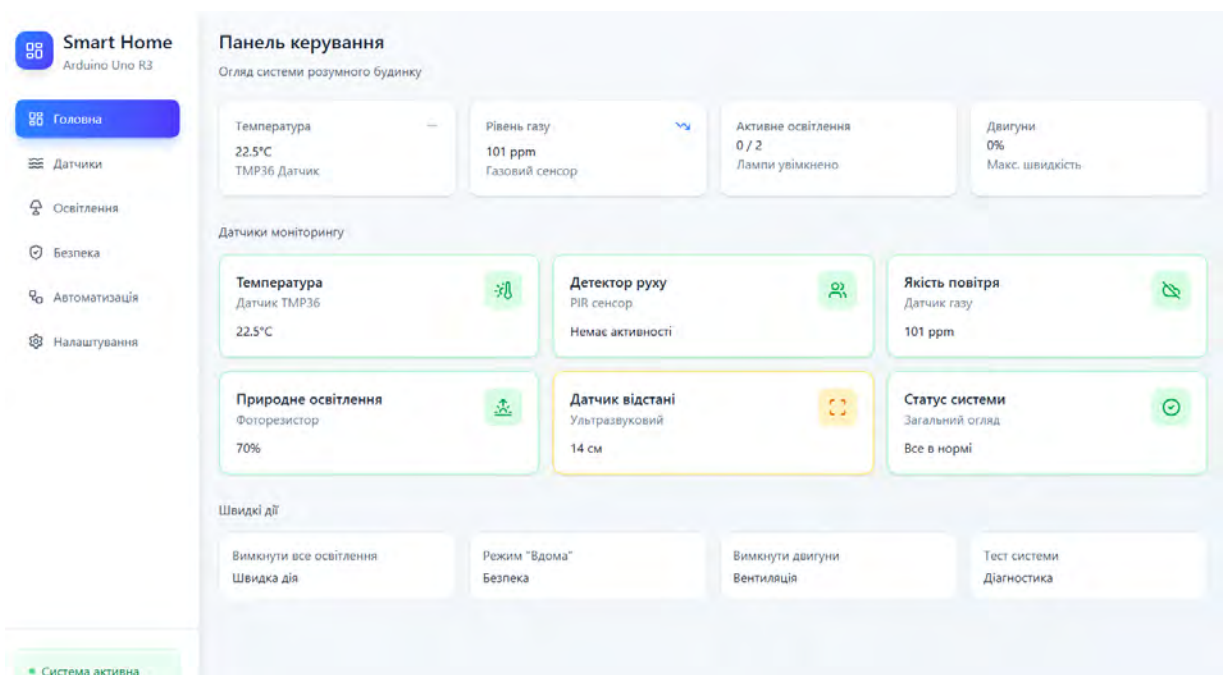 Smart Home
Arduino Uno R3
Головна
Датчики
Освітлення
Безпека
Автоматизація
Налаштування
Система активна
Панель керування
Огляд системи розумного будинку
Температура
22.5°C
TMP36 Датчик
Рівень газу
101 ppm
Газовий сенсор
Активне освітлення
0 / 2
Лампи увімкнено
Двигуни
0%
Макс. швидкість
Датчики моніторингу
Температура
Датчик TMP36
22.5°C
Детектор руху
PIR сенсор
Немає активності
Якість повітря
Датчик газу
101 ppm
Природне освітлення
Фоторезистор
70%
Датчик відстані
Ультразвуковий
14 см
Статус системи
Загальний огляд
Все в нормі
Швидкі дії
Вимкнути все освітлення
Швидка дія
Режим "Вдома"
Безпека
Вимкнути двигуни
Вентиляція
Тест системи
Діагностика